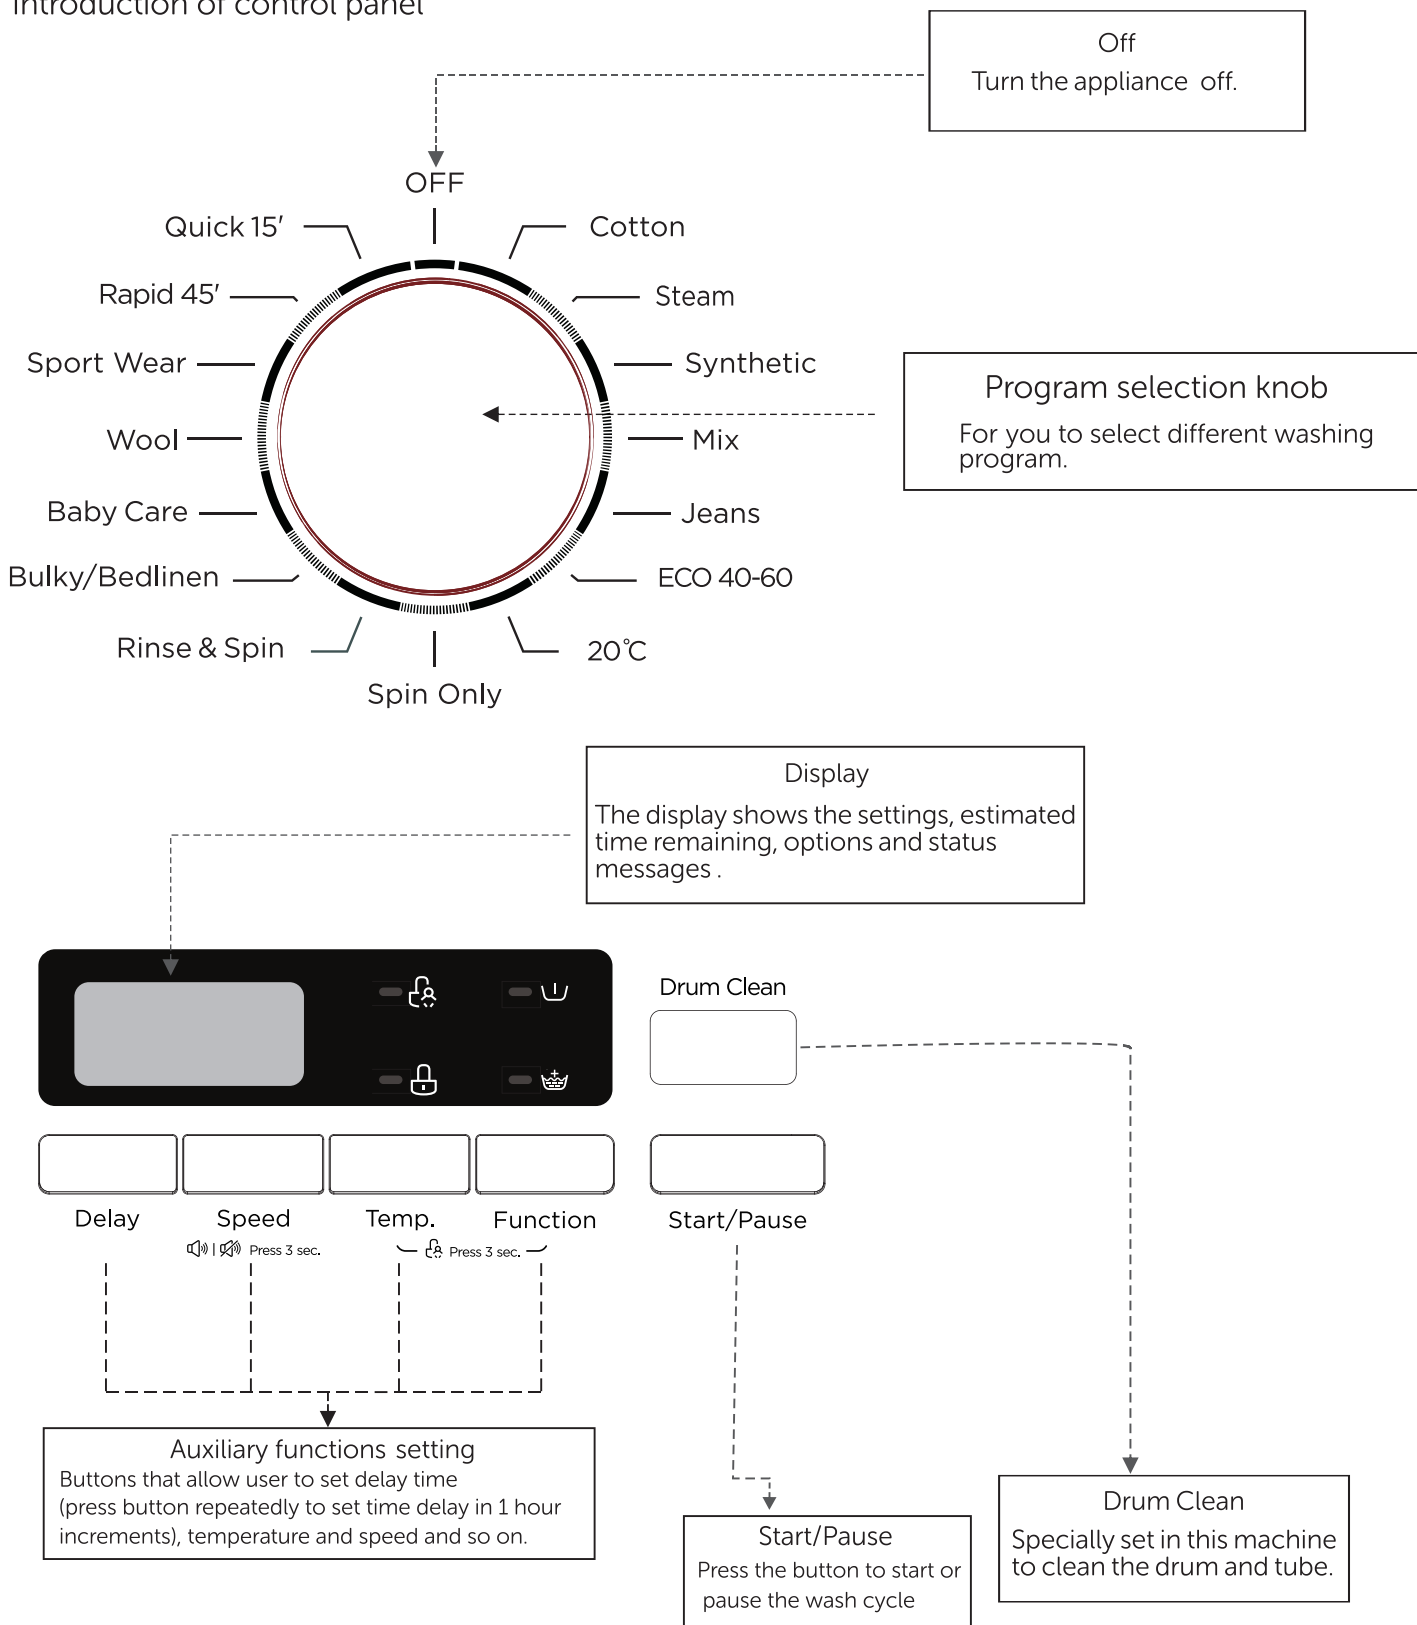 Introduction of control panel
Off
Turn the appliance off.
OFF
Quick 15'
Cotton
Rapid 45'
Steam
Sport Wear
Synthetic
Program selection knob
For you to select different washing
program.
Wool
Mix
Baby Care
Jeans
Bulky/Bedlinen
ECO 40-60
Rinse & Spin
20°C
Spin Only
Display
The display shows the settings, estimated
time remaining, options and status
messages .
Drum Clean
Delay
Speed
Temp.
Function
Start/Pause
Press 3 sec.
Press 3 sec.
Auxiliary functions setting
Buttons that allow user to set delay time
(press button repeatedly to set time delay in 1 hour
increments), temperature and speed and so on.
Start/Pause
Press the button to start or
pause the wash cycle
Drum Clean
Specially set in this machine
to clean the drum and tube.